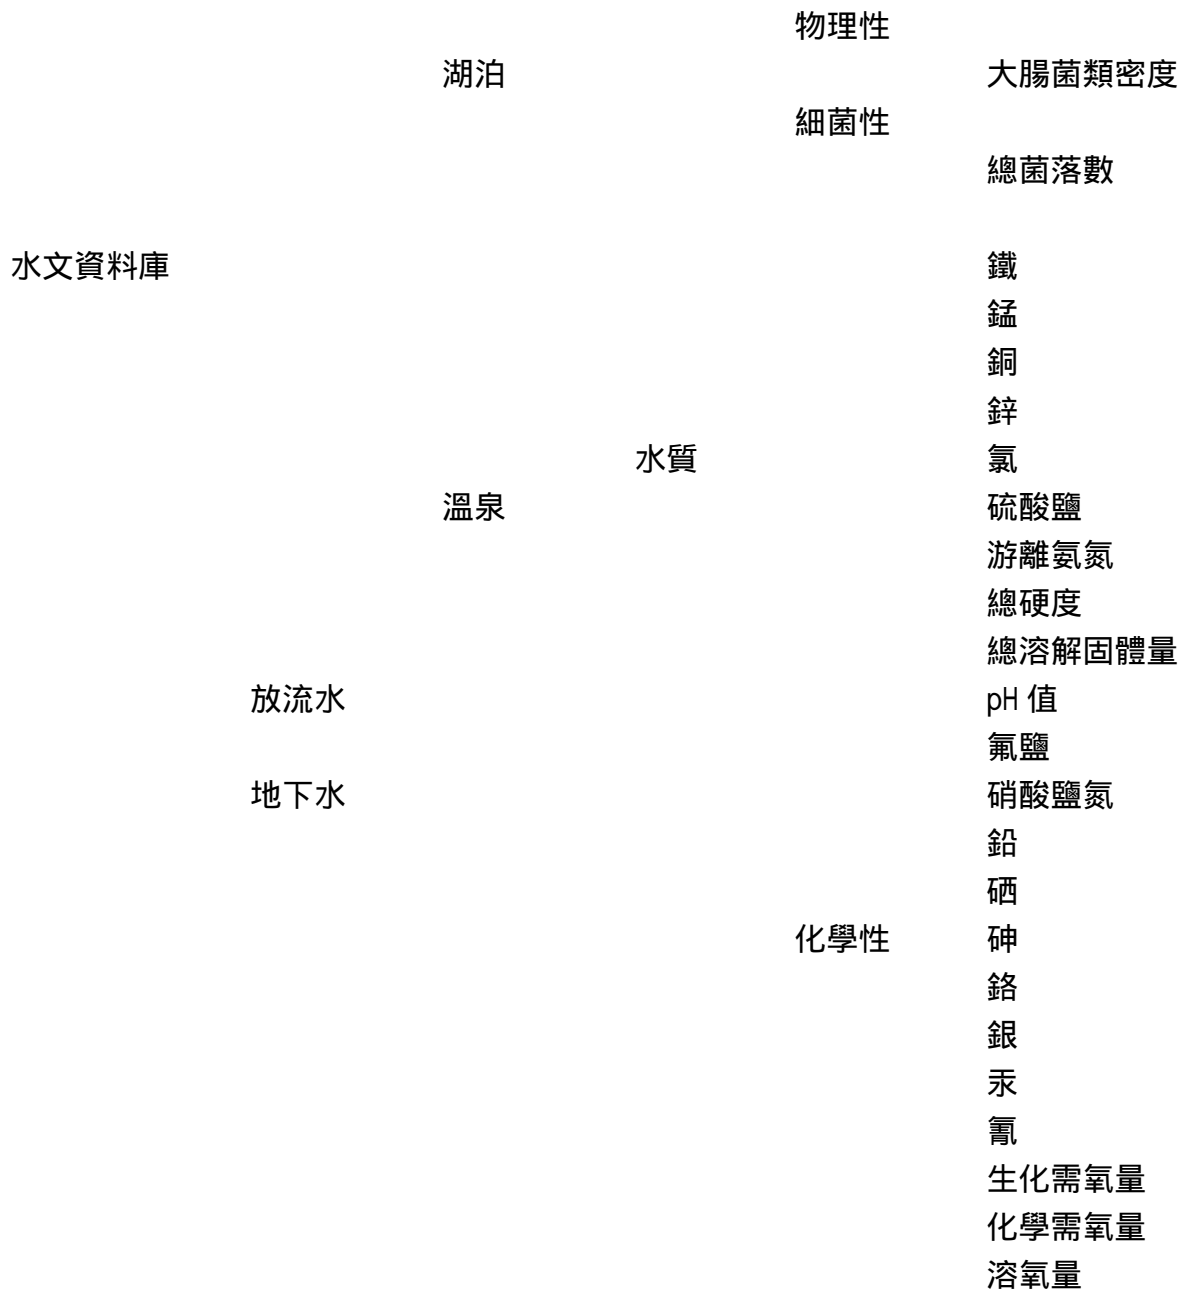 物理性
湖泊 大腸菌類密度
細菌性
總菌落數
水文資料庫 鐵
錳
銅
鋅
水質 氯
溫泉 硫酸鹽
游離氨氮
總硬度
總溶解固體量
放流水 pH 值
氟鹽
地下水 硝酸鹽氮
鉛
硒
化學性 砷
鉻
銀
汞
氰
生化需氧量
化學需氧量
溶氧量